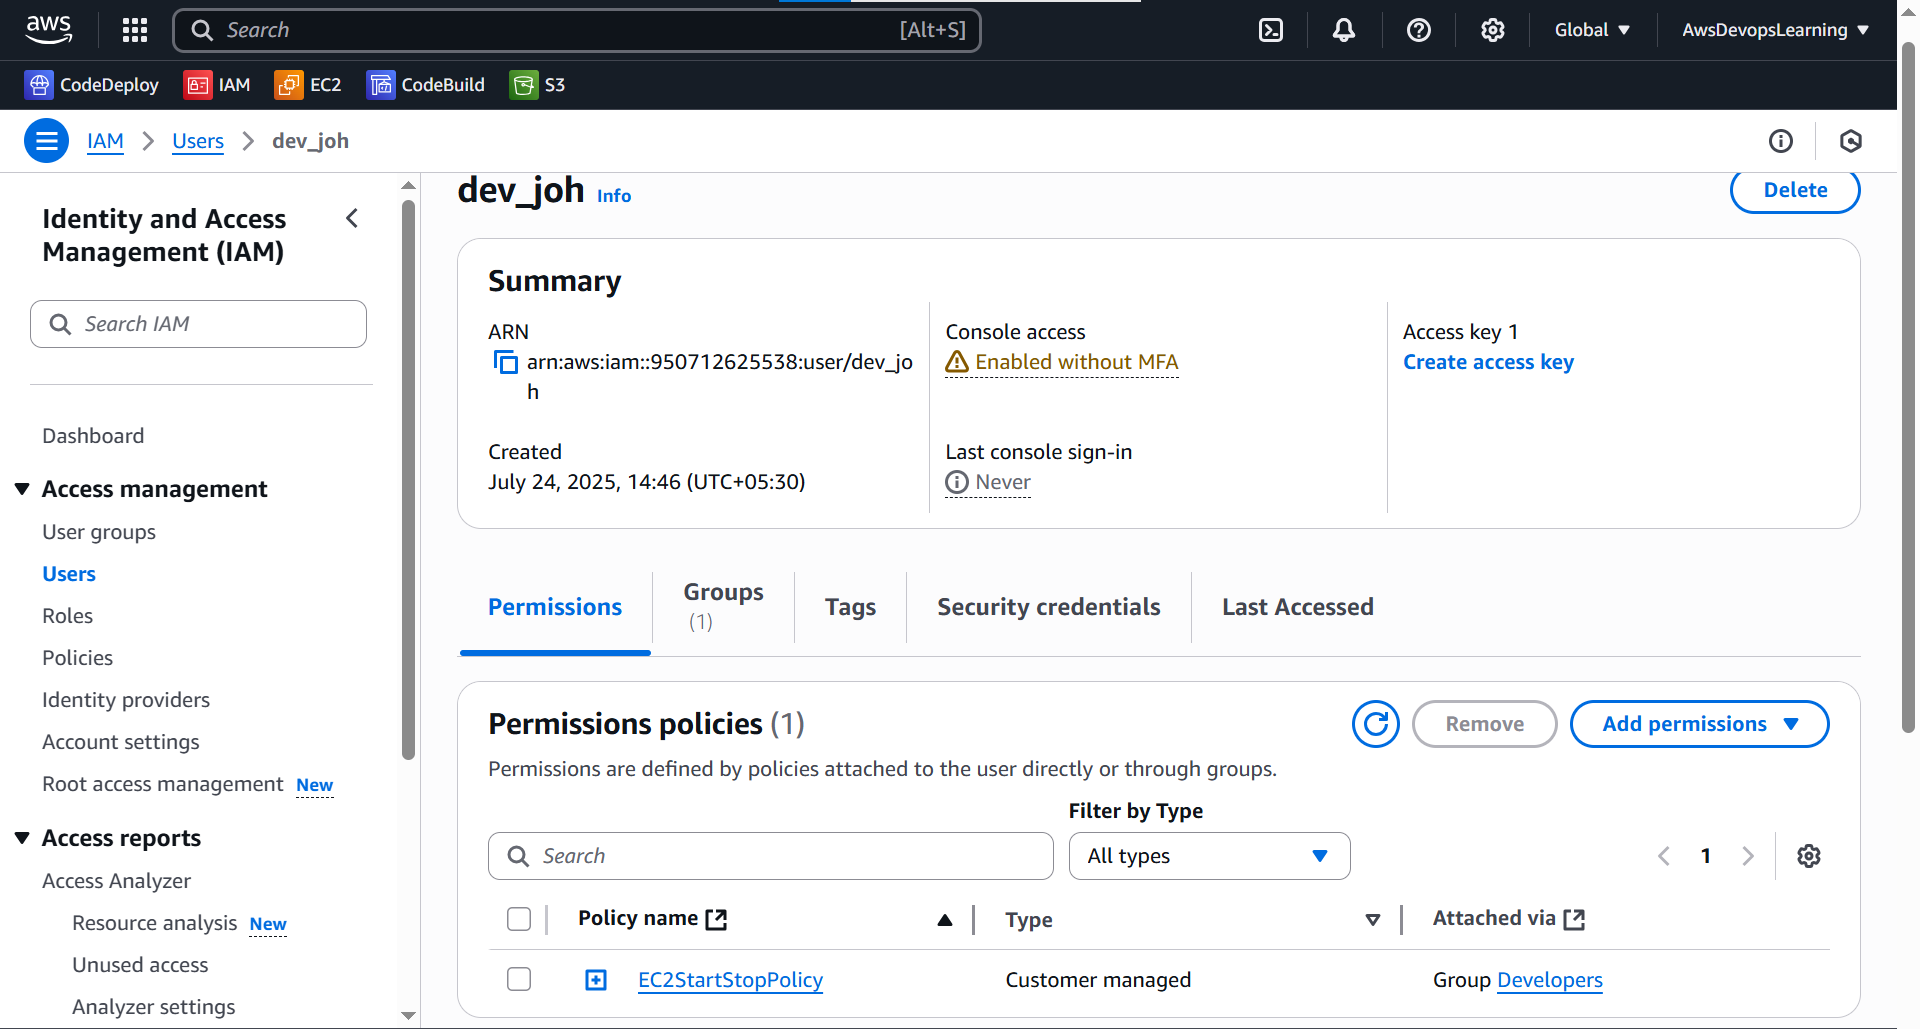 aws
Search [Alt+S]
Global
AwsDevopsLearning
CodeDeploy
IAM
EC2
CodeBuild
S3
IAM
Users
dev_joh
Identity and Access
Management (IAM)
Search IAM
Dashboard
Access management
User groups
Users
Roles
Policies
Identity providers
Account settings
Root access management New
Access reports
Access Analyzer
Resource analysis New
Unused access
Analyzer settings
dev_joh Info
Delete
Summary
ARN
arn:aws:iam::950712625538:user/dev_jo
h
Console access
Enabled without MFA
Access key 1
Create access key
Created
July 24, 2025, 14:46 (UTC+05:30)
Last console sign-in
Never
Permissions
Groups
(1)
Tags
Security credentials
Last Accessed
Permissions policies (1)
Remove
Add permissions
Permissions are defined by policies attached to the user directly or through groups.
Filter by Type
Search
All types
1
Policy name
Type
Attached via
EC2StartStopPolicy
Customer managed
Group Developers